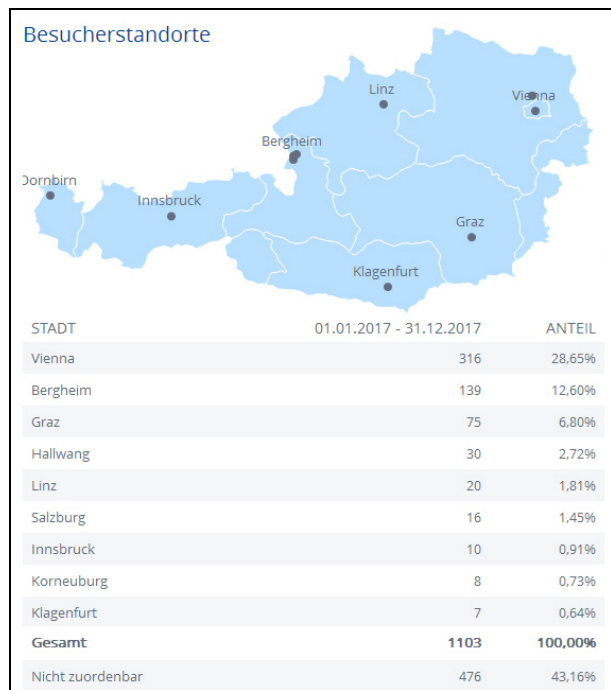 Besucherstandorte
Linz
Vienna
Bergheim
Dornbirn
Innsbruck
Graz
Klagenfurt
STADT 01.01.2017 - 31.12.2017 ANTEIL
Vienna 316 28,65%
Bergheim 139 12,60%
Graz 75 6,80%
Hallwang 30 2,72%
Linz 20 1,81%
Salzburg 16 1,45%
Innsbruck 10 0,91%
Korneuburg 8 0,73%
Klagenfurt 7 0,64%
Gesamt 1103 100,00%
Nicht zuordenbar 476 43,16%